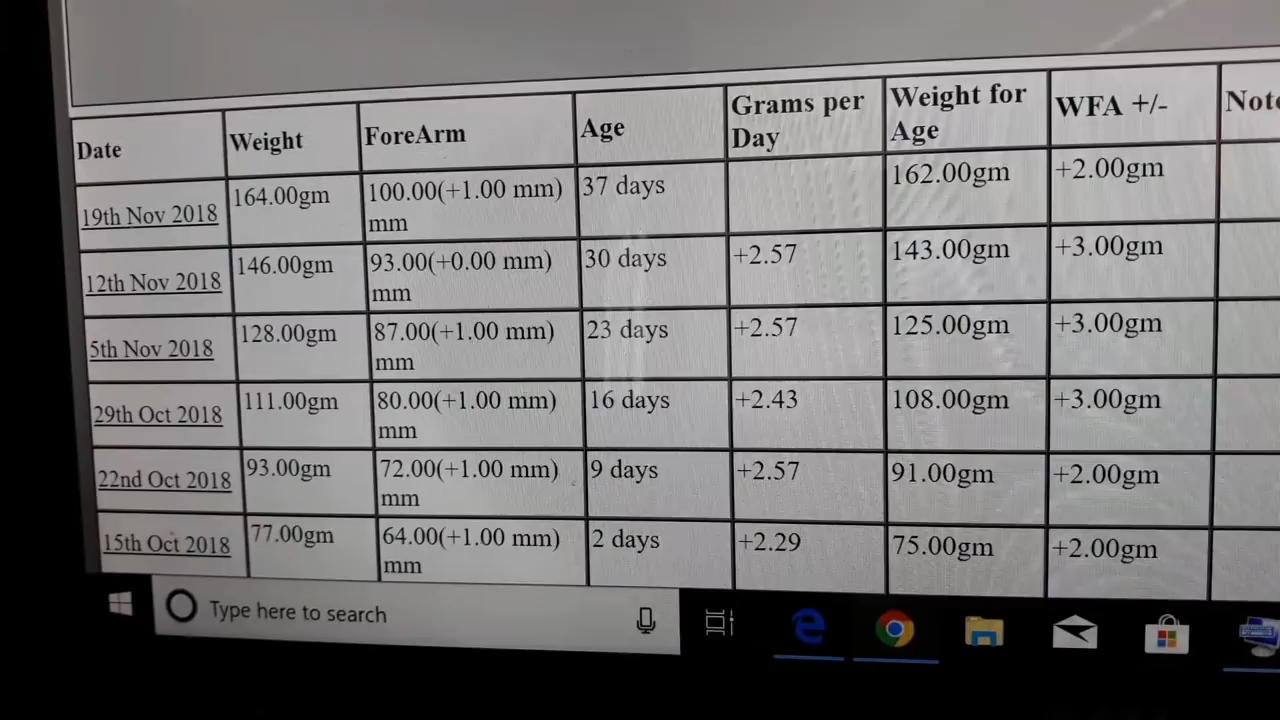 Date Weight ForeArm Age Grams per Day Weight for Age WFA +/-
19th Nov 2018 164.00gm 100.00(+1.00 mm) mm 37 days 162.00gm +2.00gm
12th Nov 2018 146.00gm 93.00(+0.00 mm) mm 30 days +2.57 143.00gm +3.00gm
5th Nov 2018 128.00gm 87.00(+1.00 mm) mm 23 days +2.57 125.00gm +3.00gm
29th Oct 2018 111.00gm 80.00(+1.00 mm) mm 16 days +2.43 108.00gm +3.00gm
22nd Oct 2018 93.00gm 72.00(+1.00 mm) mm 9 days +2.57 91.00gm +2.00gm
15th Oct 2018 77.00gm 64.00(+1.00 mm) mm 2 days +2.29 75.00gm +2.00gm
Type here to search